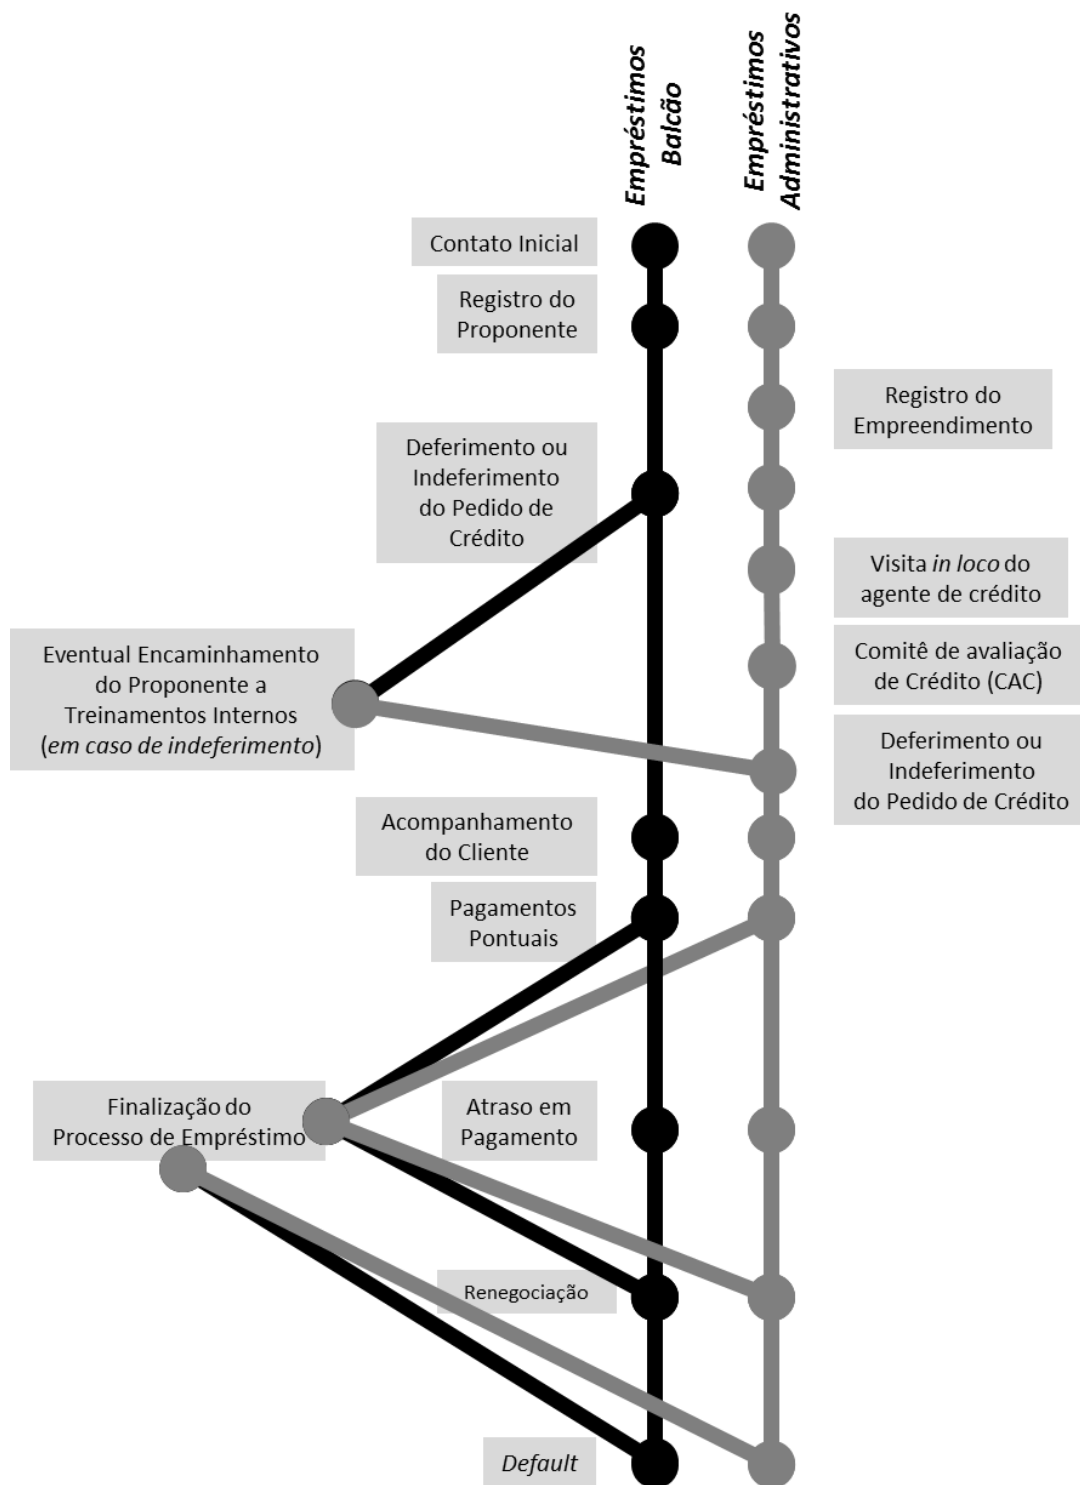 Empréstimos
Balcão
Empréstimos
Administrativos
Contato Inicial
Registro do
Proponente
Registro do
Empreendimento
Deferimento ou
Indeferimento
do Pedido de
Crédito
Visita in loco do
agente de crédito
Eventual Encaminhamento
do Proponente a
Treinamentos Internos
(em caso de indeferimento)
Comitê de avaliação
de Crédito (CAC)
Deferimento ou
Indeferimento
do Pedido de Crédito
Acompanhamento
do Cliente
Pagamentos
Pontuais
Finalização do
Processo de Empréstimo
Atraso em
Pagamento
Renegociação
Default